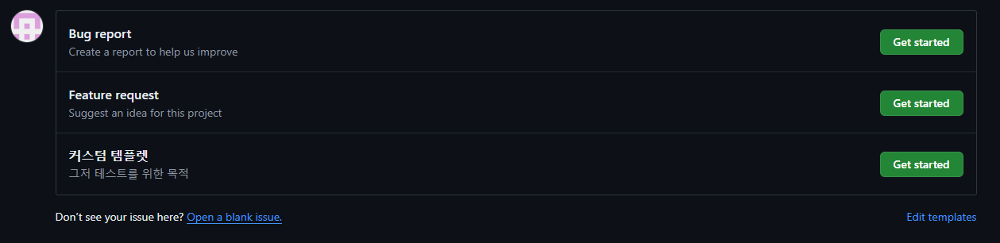 Bug report
Create a report to help us improve
Get started
Feature request
Suggest an idea for this project
Get started
커스텀 템플렛
그저 테스트를 위한 목적
Get started
Don't see your issue here? Open a blank issue.
Edit templates